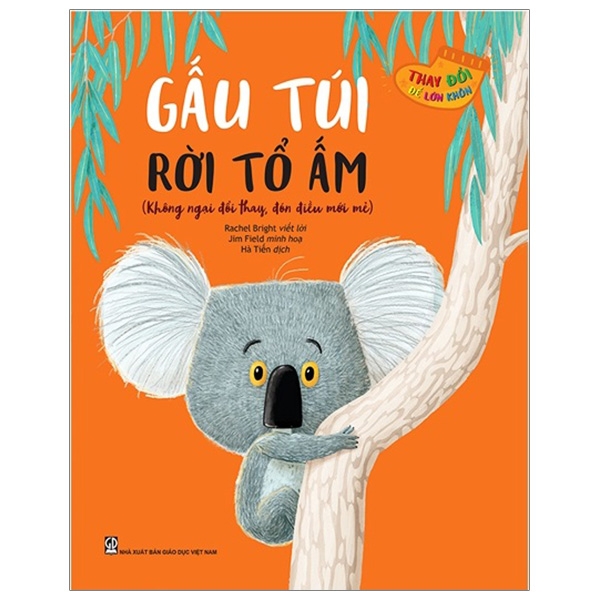 THAY ĐỔI
ĐỂ LỚN KHÔN
GẤU TÚI
RỜI TỔ ẤM
(Không ngại đổi thay, đón điều mới mẻ)
Rachel Bright viết lời
Jim Field minh hoạ
Hà Tiến dịch
GD
NHÀ XUẤT BẢN GIÁO DỤC VIỆT NAM